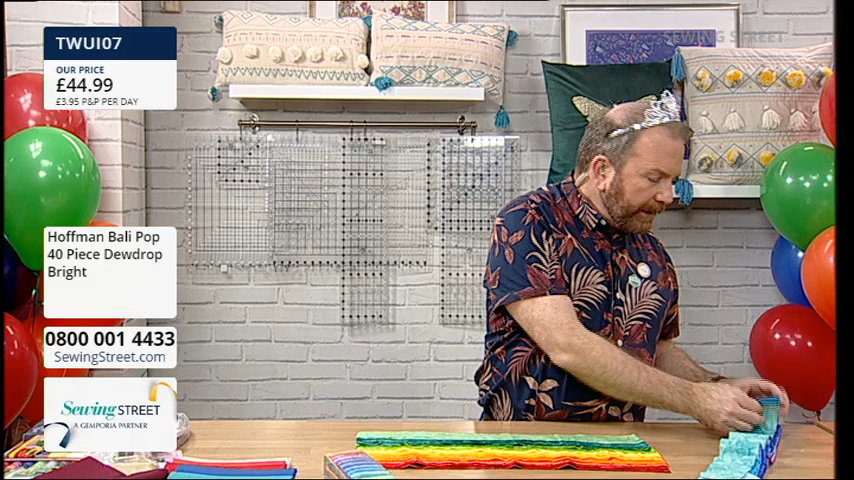 TWUI07
OUR PRICE
£44.99
£3.95 P&P PER DAY
SEWING STREET
Hoffman Bali Pop
40 Piece Dewdrop
Bright
0800 001 4433
SewingStreet.com
Sewing STREET
A GEMPORIA PARTNER